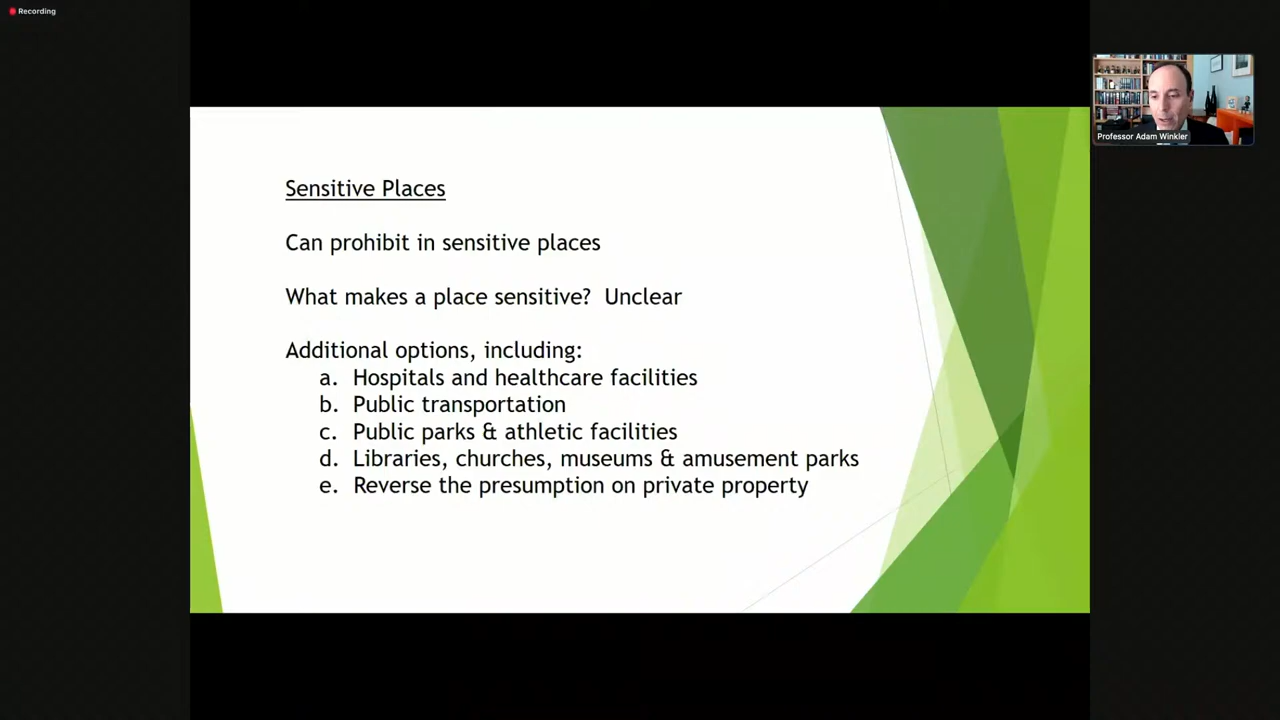 Recording
Professor Adam Winkler
Sensitive Places
Can prohibit in sensitive places
What makes a place sensitive? Unclear
Additional options, including:
a. Hospitals and healthcare facilities
b. Public transportation
c. Public parks & athletic facilities
d. Libraries, churches, museums & amusement parks
e. Reverse the presumption on private property